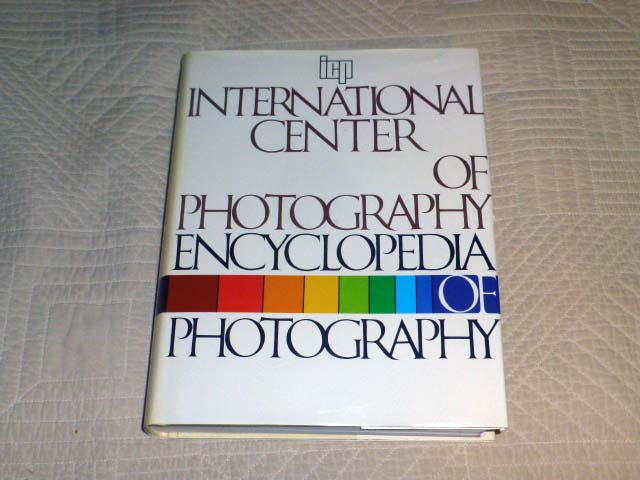 icp
INTERNATIONAL
CENTER
OF
PHOTOGRAPHY
ENCYCLOPEDIA
OF
PHOTOGRAPHY